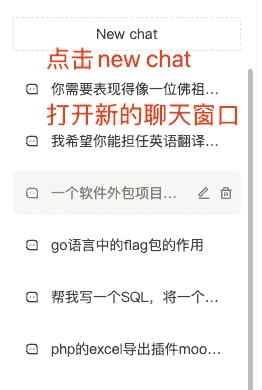 New chat
点击new chat
你需要表现得像一位佛祖...
打开新的聊天窗口
我希望你能担任英语翻译...
一个软件外包项目...
go语言中的flag包的作用
帮我写一个SQL，将一个...
php的excel导出插件moo...